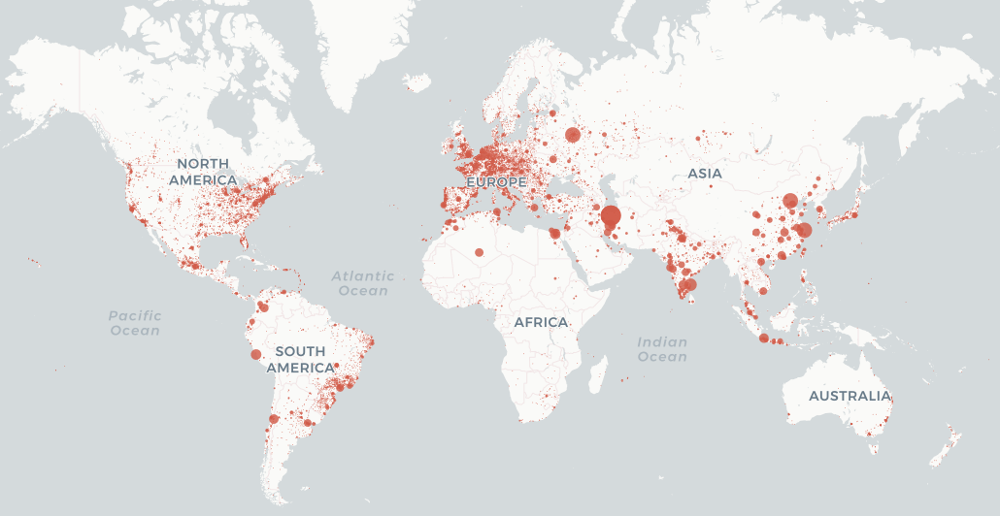 NORTH
AMERICA
EUROPE
ASIA
Atlantic
Ocean
Pacific
Ocean
AFRICA
Indian
Ocean
SOUTH
AMERICA
AUSTRALIA